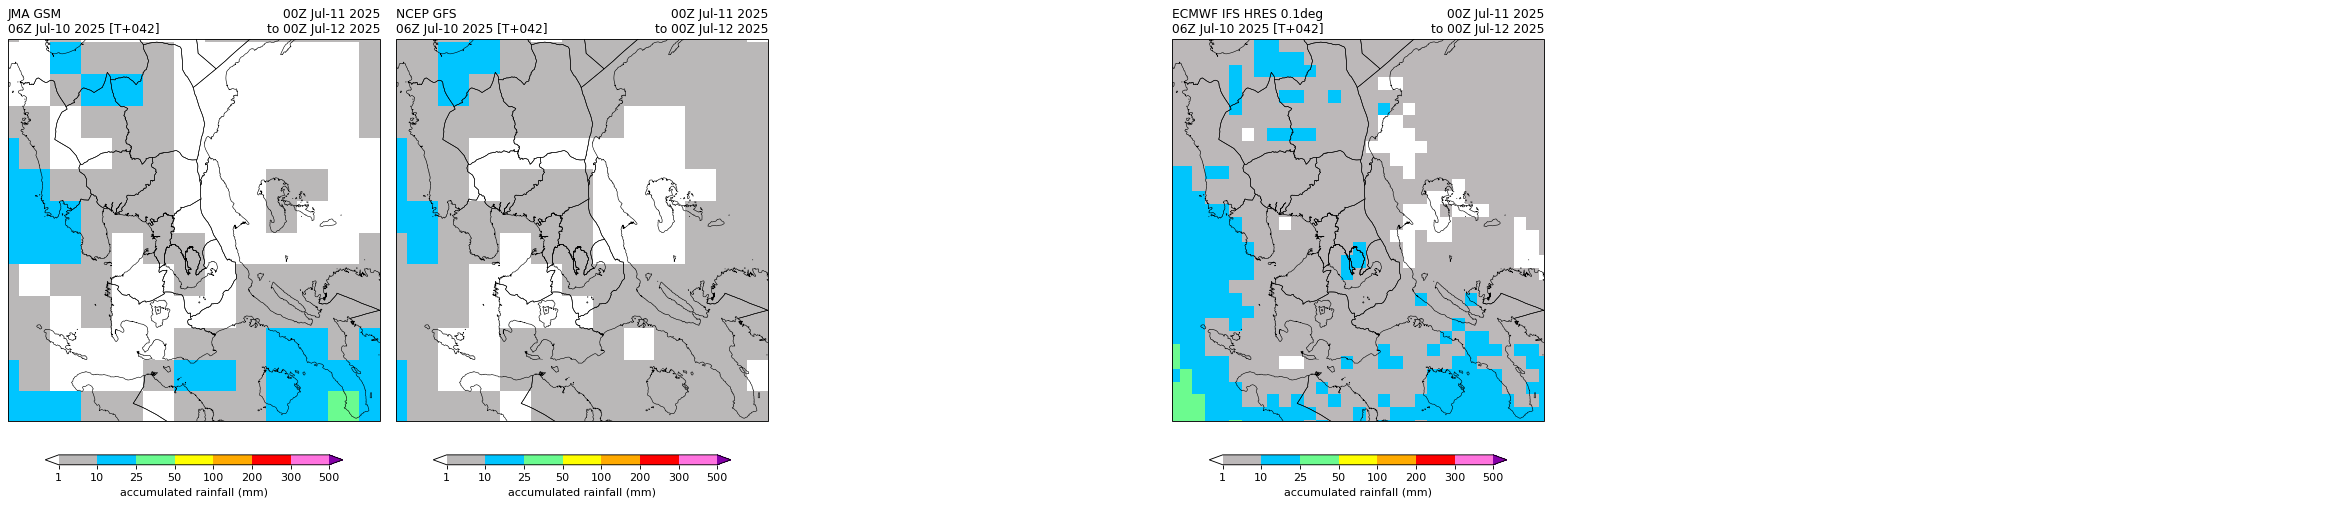 JMA GSM 00Z Jul-11 2025
06Z Jul-10 2025 [T+042] to 00Z Jul-12 2025
NCEP GFS 00Z Jul-11 2025
06Z Jul-10 2025 [T+042] to 00Z Jul-12 2025
ECMWF IFS HRES 0.1deg 00Z Jul-11 2025
06Z Jul-10 2025 [T+042] to 00Z Jul-12 2025
1 10 25 50 100 200 300 500
accumulated rainfall (mm)
1 10 25 50 100 200 300 500
accumulated rainfall (mm)
1 10 25 50 100 200 300 500
accumulated rainfall (mm)